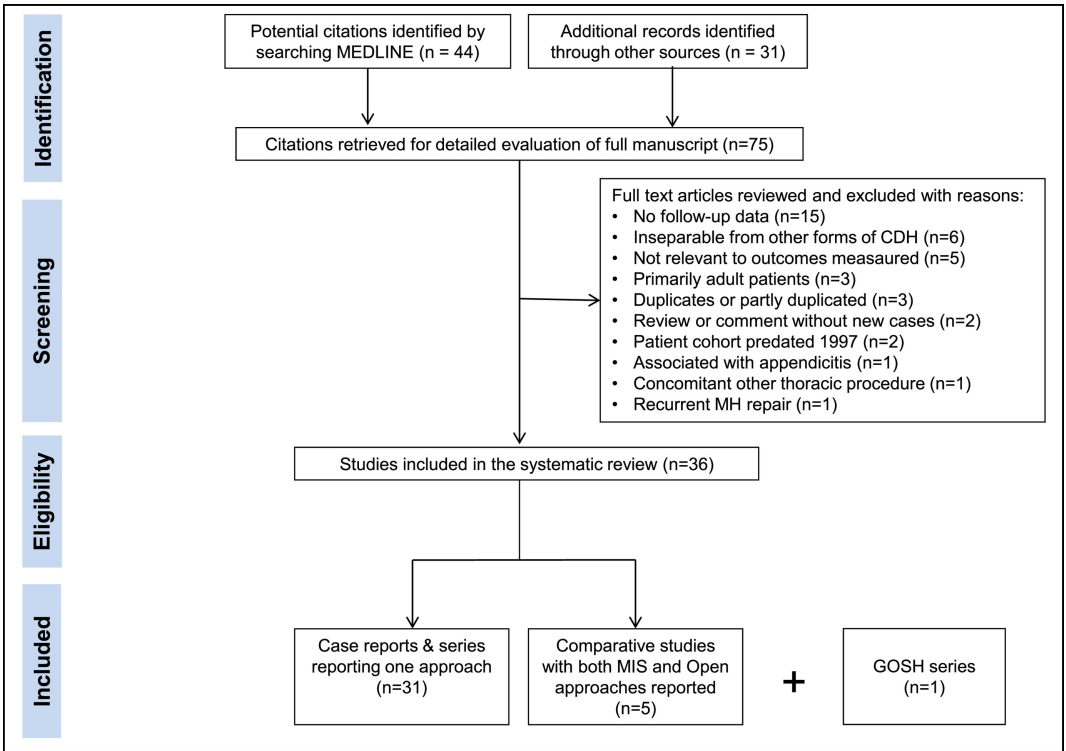 Identification
Potential citations identified by
searching MEDLINE (n = 44)
Additional records identified
through other sources (n = 31)
Citations retrieved for detailed evaluation of full manuscript (n=75)
Screening
Full text articles reviewed and excluded with reasons:
• No follow-up data (n=15)
• Inseparable from other forms of CDH (n=6)
• Not relevant to outcomes measaured (n=5)
• Primarily adult patients (n=3)
• Duplicates or partly duplicated (n=3)
• Review or comment without new cases (n=2)
• Patient cohort predated 1997 (n=2)
• Associated with appendicitis (n=1)
• Concomitant other thoracic procedure (n=1)
• Recurrent MH repair (n=1)
Eligibility
Studies included in the systematic review (n=36)
Included
Case reports & series
reporting one approach
(n=31)
Comparative studies
with both MIS and Open
approaches reported
(n=5)
+
GOSH series
(n=1)